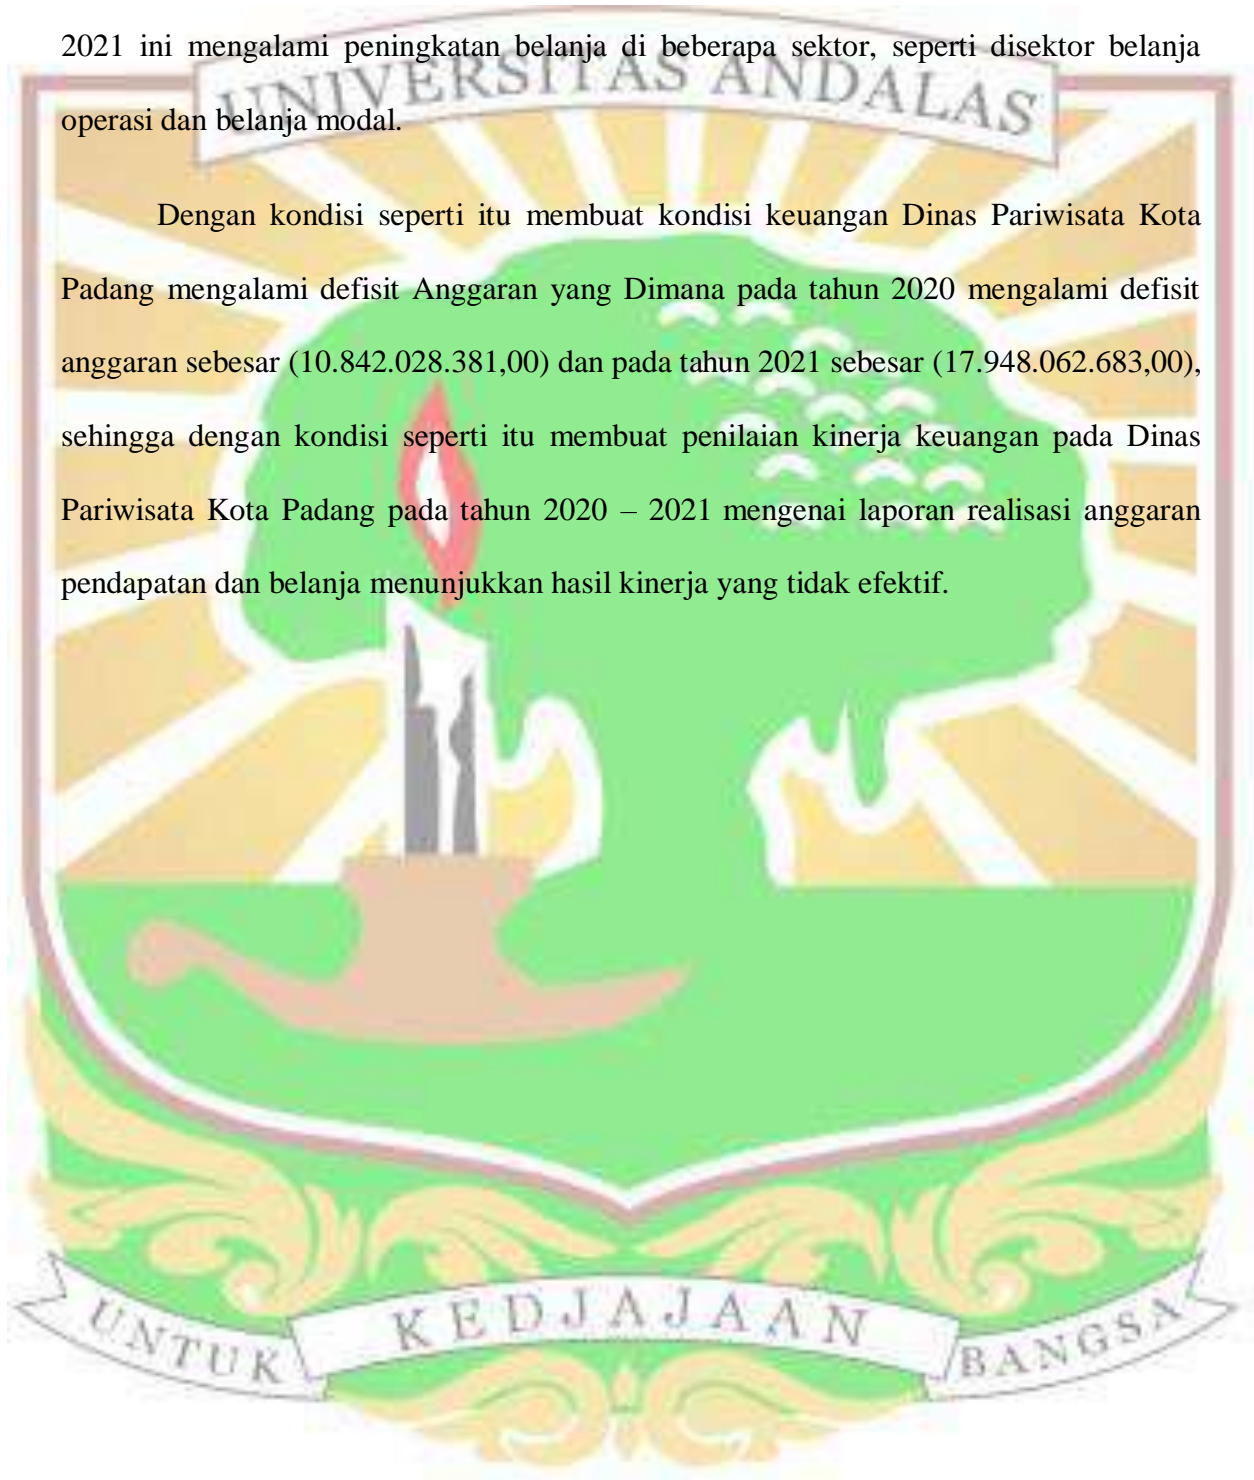 2021 ini mengalami peningkatan belanja di beberapa sektor, seperti disektor belanja
UNIVERSITAS ANDALAS
operasi dan belanja modal.
Dengan kondisi seperti itu membuat kondisi keuangan Dinas Pariwisata Kota
Padang mengalami defisit Anggaran yang Dimana pada tahun 2020 mengalami defisit
anggaran sebesar (10.842.028.381,00) dan pada tahun 2021 sebesar (17.948.062.683,00),
sehingga dengan kondisi seperti itu membuat penilaian kinerja keuangan pada Dinas
Pariwisata Kota Padang pada tahun 2020 – 2021 mengenai laporan realisasi anggaran
pendapatan dan belanja menunjukkan hasil kinerja yang tidak efektif.
UNTUK KEDJAJAAN BANGSA